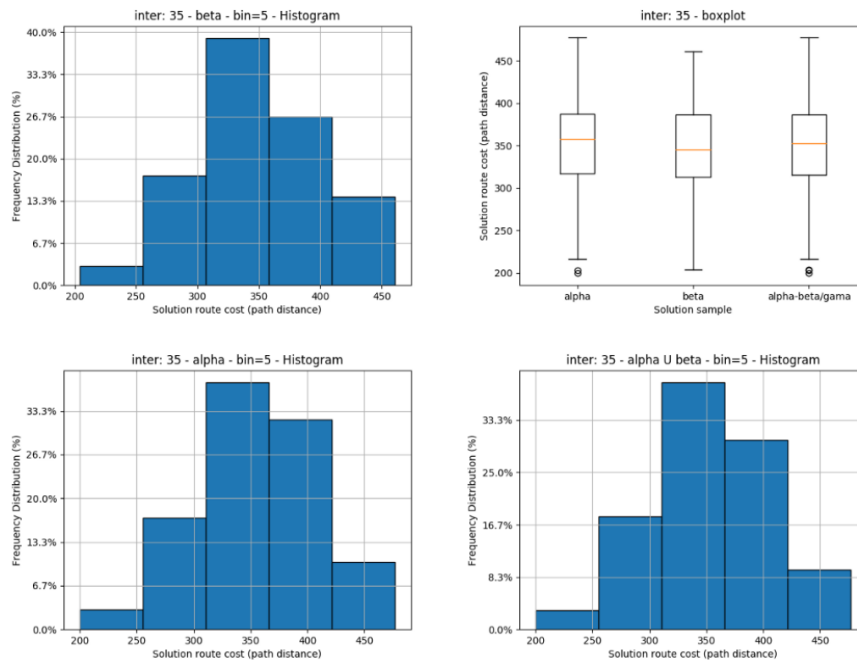 inter: 35 - beta - bin=5 - Histogram
Frequency Distribution (%)
40.0%
33.3%
26.7%
20.0%
13.3%
6.7%
0.0%
200 250 300 350 400 450
Solution route cost (path distance)
inter: 35 - boxplot
Solution route cost (path distance)
450
400
350
300
250
200
alpha beta alpha-beta/gama
Solution sample
inter: 35 - alpha - bin=5 - Histogram
Frequency Distribution (%)
33.3%
26.7%
20.0%
13.3%
6.7%
0.0%
200 250 300 350 400 450
Solution route cost (path distance)
inter: 35 - alpha U beta - bin=5 - Histogram
Frequency Distribution (%)
33.3%
25.0%
16.7%
8.3%
0.0%
200 250 300 350 400 450
Solution route cost (path distance)